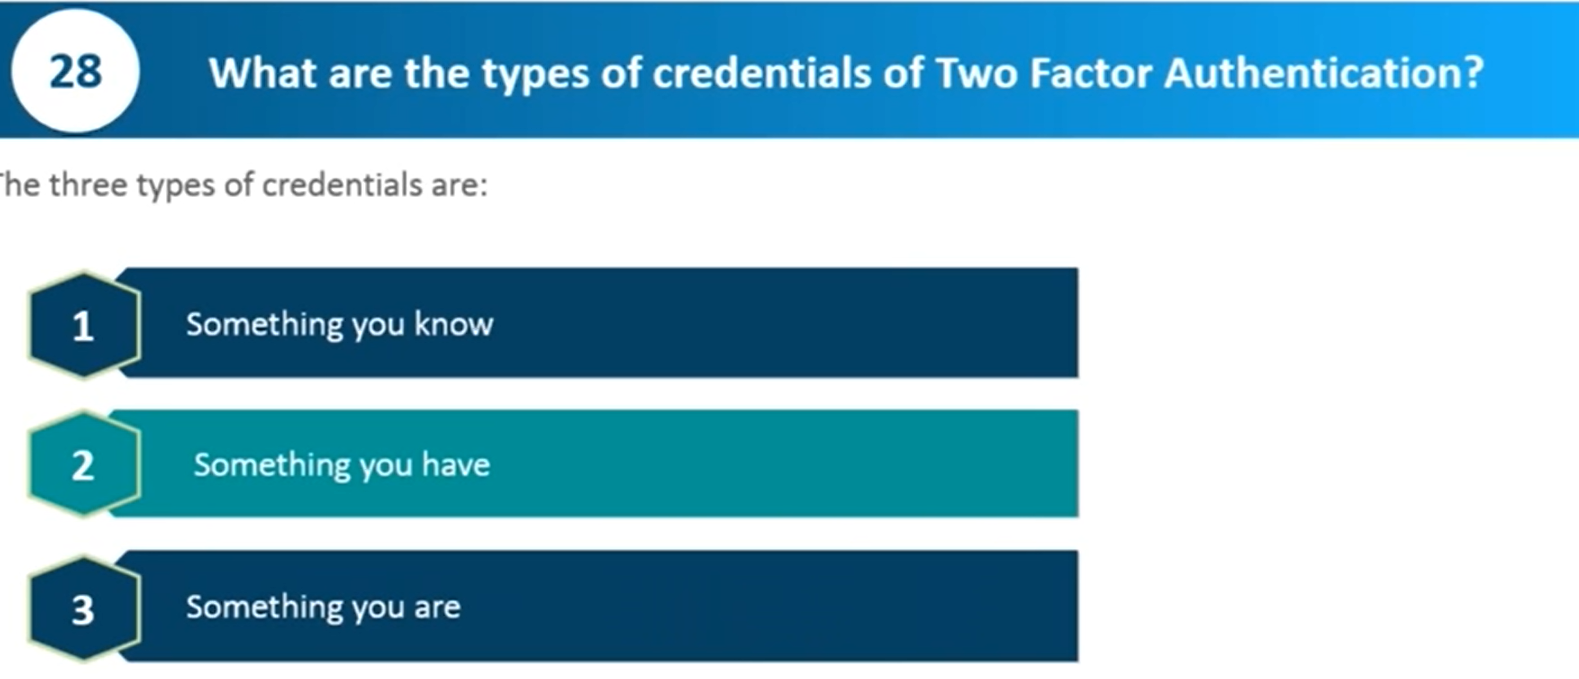 28
What are the types of credentials of Two Factor Authentication?
he three types of credentials are:
1
Something you know
2
Something you have
3
Something you are